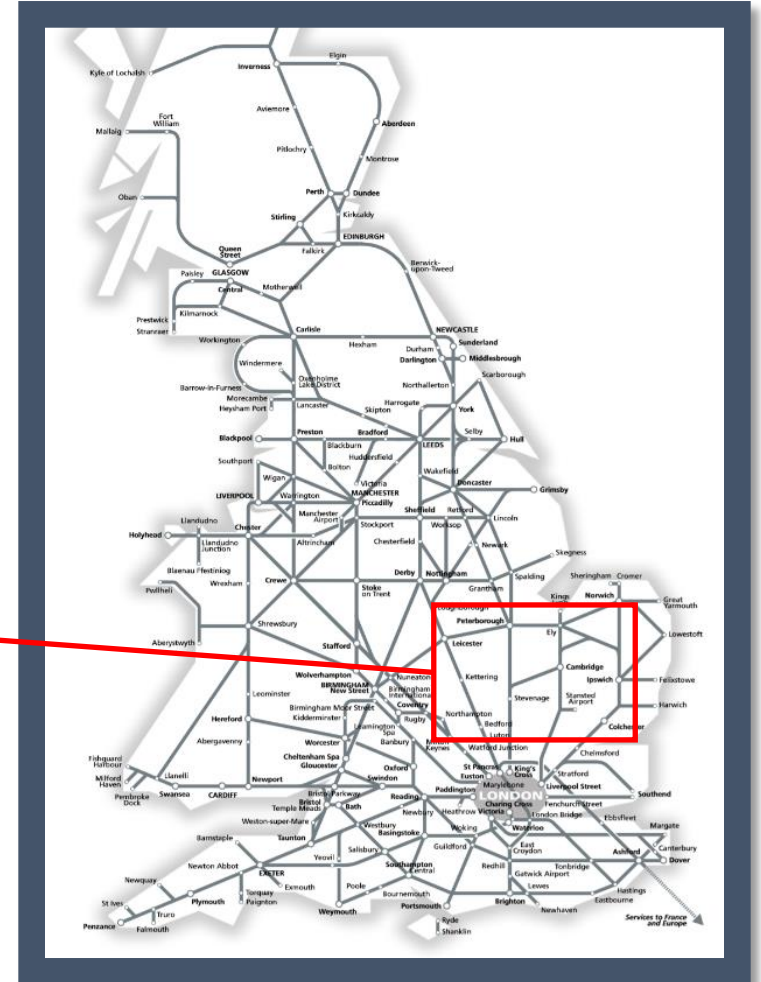 Elgin
Inverness
Kyle of Lochalsh
Aviemore
Fort
William
Mallaig
Aberdeen
Pitlochry
Montrose
Perth
Dundee
Oban
Stirling
Kirkcaldy
EDINBURGH
Queen
Street
Falkirk
Berwick-
upon-Tweed
Paisley
GLASGOW
Central
Motherwell
Prestwick
Kilmarnock
Stranraer
Carlisle
NEWCASTLE
Workington
Hexham
Durham
Sunderland
Darlington
Middlesbrough
Windermere
Scarborough
Oxenholme
Lake District
Barrow-in-Furness
Northallerton
Morecambe
Heysham Port
Lancaster
Harrogate
York
Skipton
Blackpool
Preston
Bradford
Selby
Hull
Blackburn
LEEDS
Southport
Huddersfield
Bolton
Wakefield
Wigan
Victoria
Doncaster
LIVERPOOL
Warrington
MANCHESTER
Piccadilly
Grimsby
Manchester
Airport
Sheffield
Retford
Llandudno
Stockport
Worksop
Lincoln
Holyhead
Chester
Llandudno
Junction
Altrincham
Chesterfield
Newark
Skegness
Blaenau Ffestiniog
Derby
Nottingham
Spalding
Sheringham
Cromer
Pwllheli
Wrexham
Crewe
Stoke
on Trent
Grantham
Kings
Norwich
Great
Yarmouth
Loughborough
Peterborough
Shrewsbury
Ely
Aberystwyth
Stafford
Leicester
Lowestoft
Wolverhampton
Nuneaton
Kettering
Cambridge
BIRMINGHAM
New Street
Birmingham
International
Stansted
Airport
Ipswich
Felixstowe
Leominster
Birmingham Moor Street
Coventry
Stevenage
Kidderminster
Rugby
Northampton
Harwich
Hereford
Leamington
Spa
Bedford
Colchester
Abergavenny
Worcester
Banbury
Milton
Keynes
Luton
Watford Junction
Chelmsford
Fishguard
Harbour
Cheltenham Spa
Gloucester
Oxford
St Pancras
King's
Cross
Euston
Stratford
Milford
Haven
Llanelli
Newport
Swindon
Marylebone
Liverpool Street
Pembroke
Dock
Swansea
CARDIFF
Bristol Parkway
Reading
Paddington
LONDON
Southend
Bristol
Temple Meads
Bath
Newbury
Heathrow
Victoria
Charing Cross
Fenchurch Street
Weston-super-Mare
London Bridge
Ebbsfleet
Westbury
Basingstoke
Woking
Waterloo
Margate
Barnstaple
Taunton
Salisbury
Guildford
East
Croydon
Canterbury
Newton Abbot
Yeovil
Southampton
Central
Redhill
Tonbridge
Ashford
Dover
EXETER
Gatwick Airport
Newquay
Exmouth
Poole
Bournemouth
Lewes
Hastings
St Ives
Plymouth
Torquay
Paignton
Weymouth
Portsmouth
Brighton
Newhaven
Eastbourne
Truro
Penzance
Falmouth
Ryde
Shanklin
Services to France
and Europe